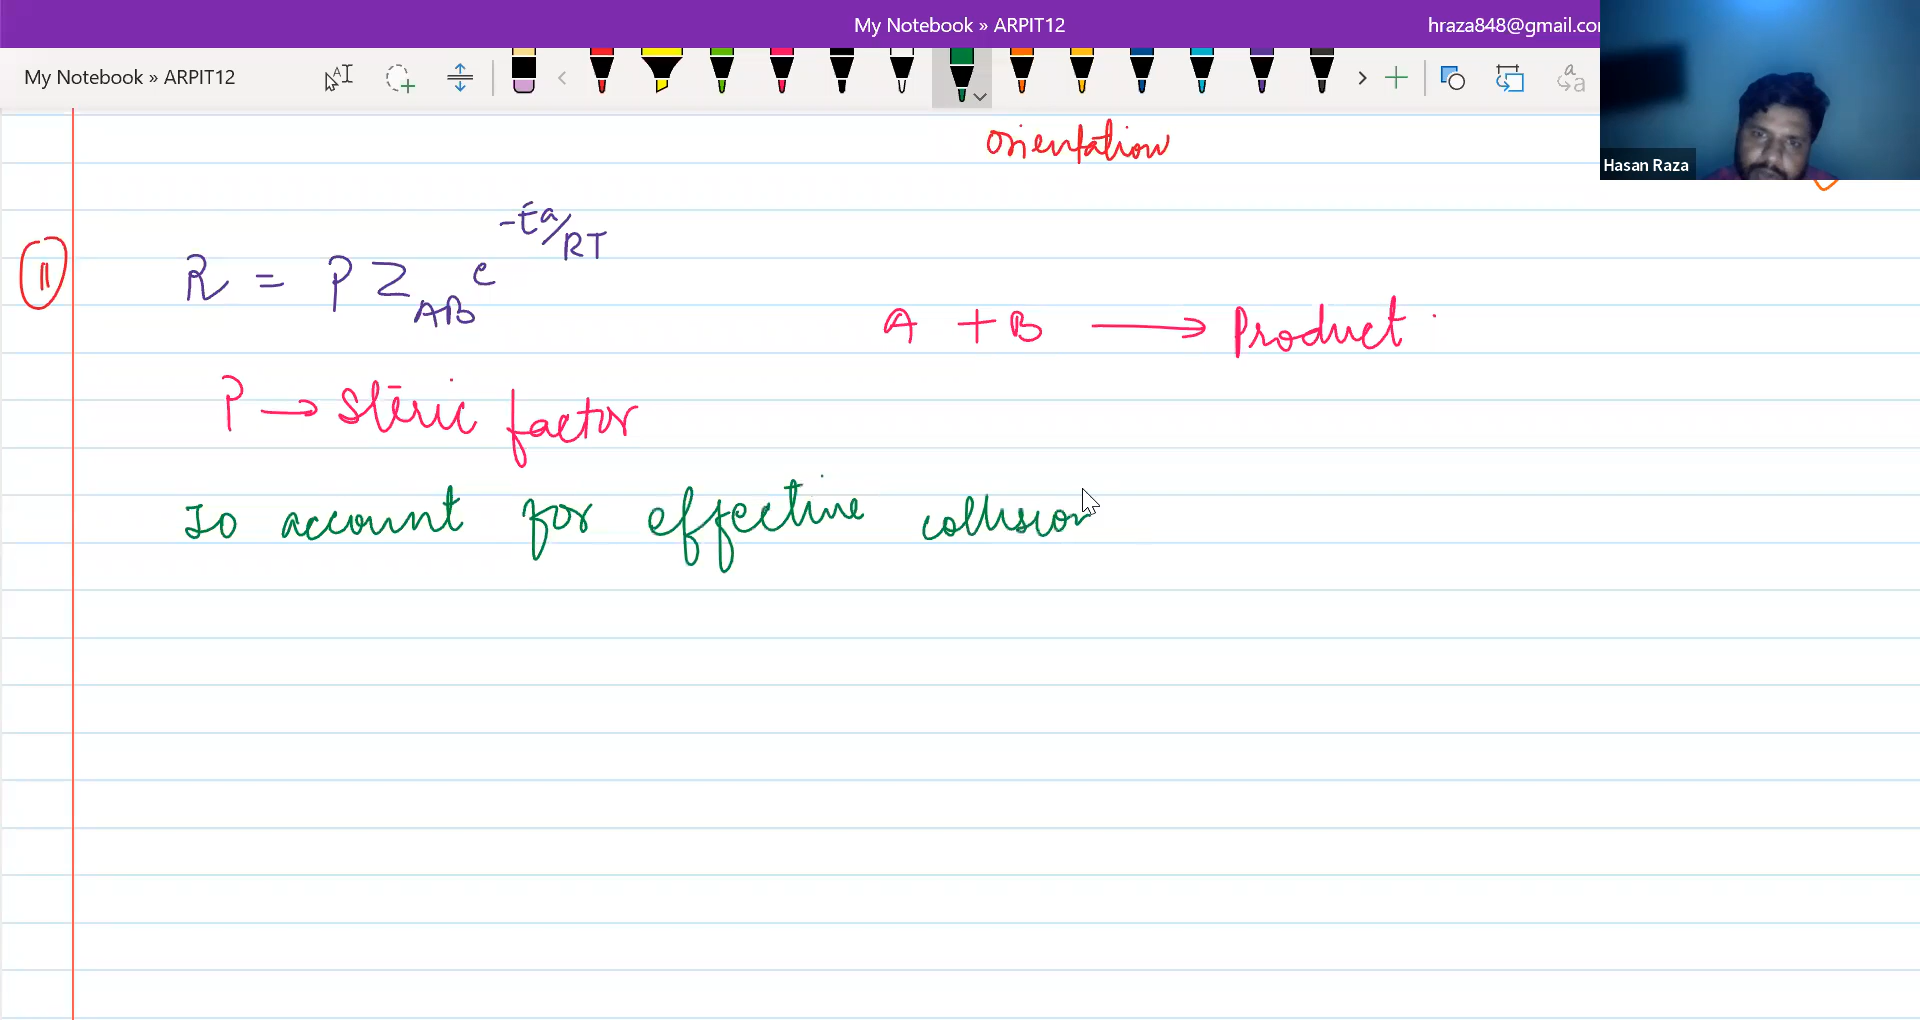 My Notebook » ARPIT12
hraza848@gmail.co
My Notebook » ARPIT12
Hasan Raza
orientation
11
R = P Z_AB e^-Ea/RT
A + B ⟶ Product
P → Steric factor
To account for effective collision